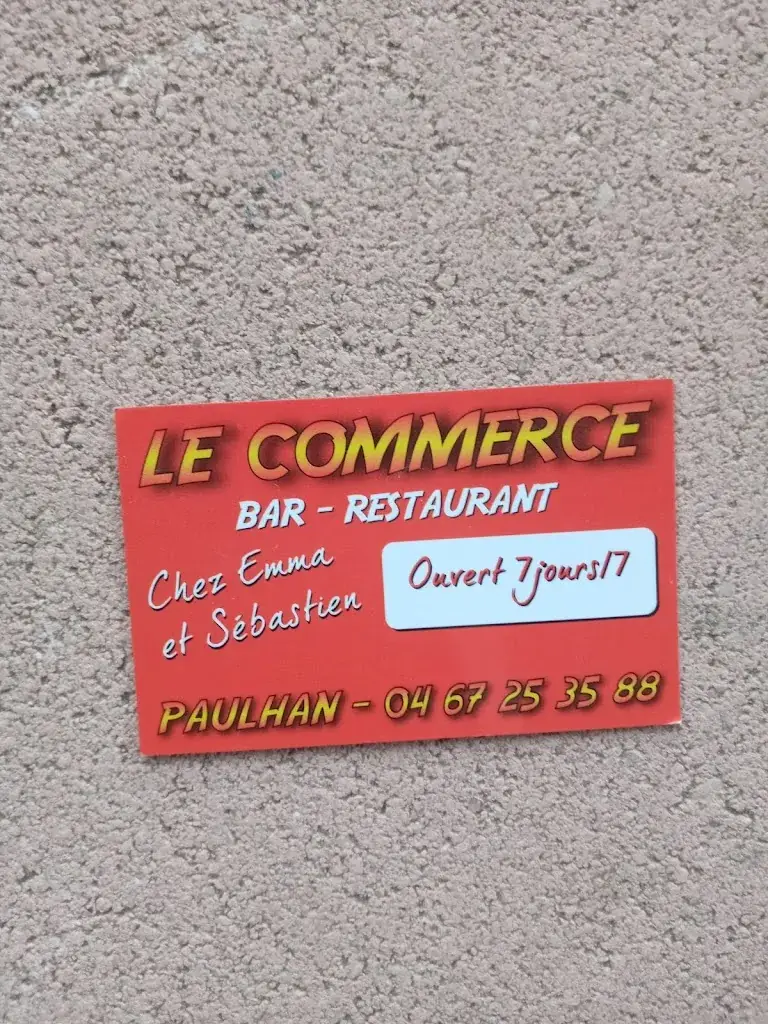 LE COMMERCE
BAR - RESTAURANT
Chez Emma
et Sébastien
Ouvert 7jours/7
PAULHAN - 04 67 25 35 88